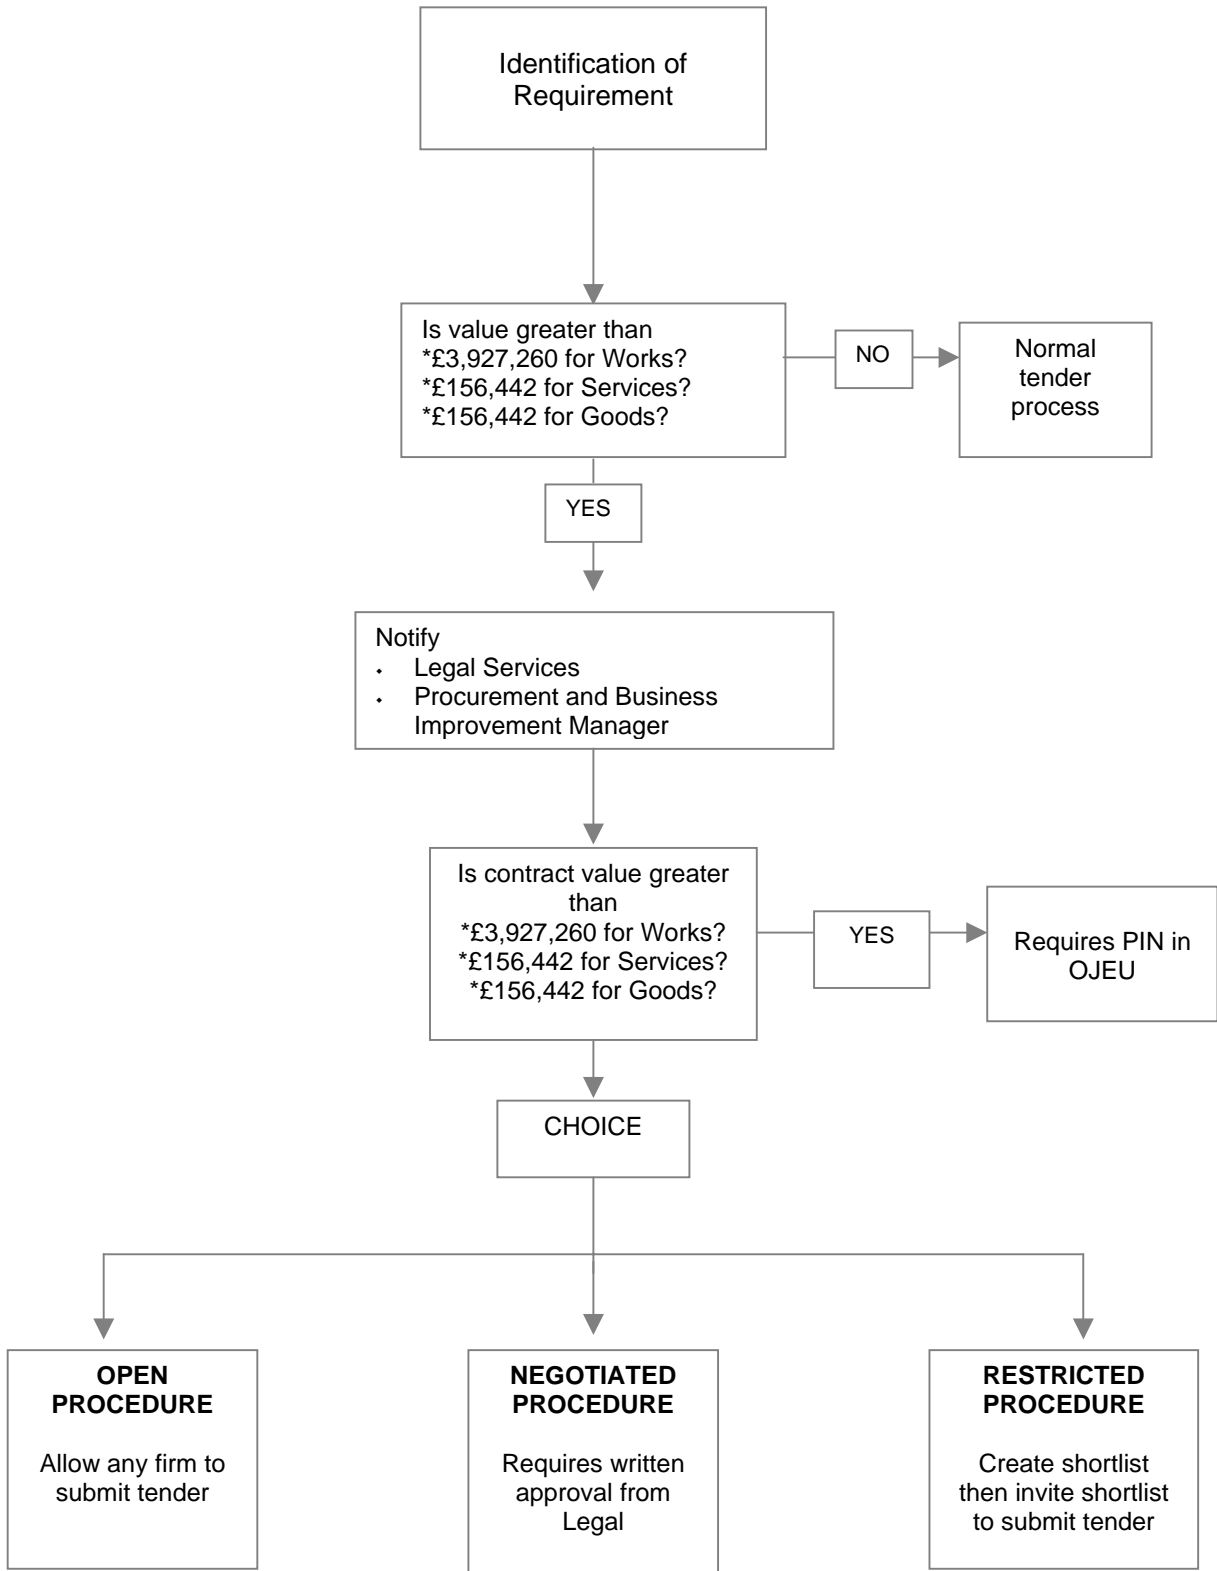 Identification of
Requirement
Is value greater than
*£3,927,260 for Works?
*£156,442 for Services?
*£156,442 for Goods?
NO
Normal
tender
process
YES
Notify
• Legal Services
• Procurement and Business
Improvement Manager
Is contract value greater
than
*£3,927,260 for Works?
*£156,442 for Services?
*£156,442 for Goods?
YES
Requires PIN in
OJEU
CHOICE
OPEN
PROCEDURE
Allow any firm to
submit tender
NEGOTIATED
PROCEDURE
Requires written
approval from
Legal
RESTRICTED
PROCEDURE
Create shortlist
then invite shortlist
to submit tender